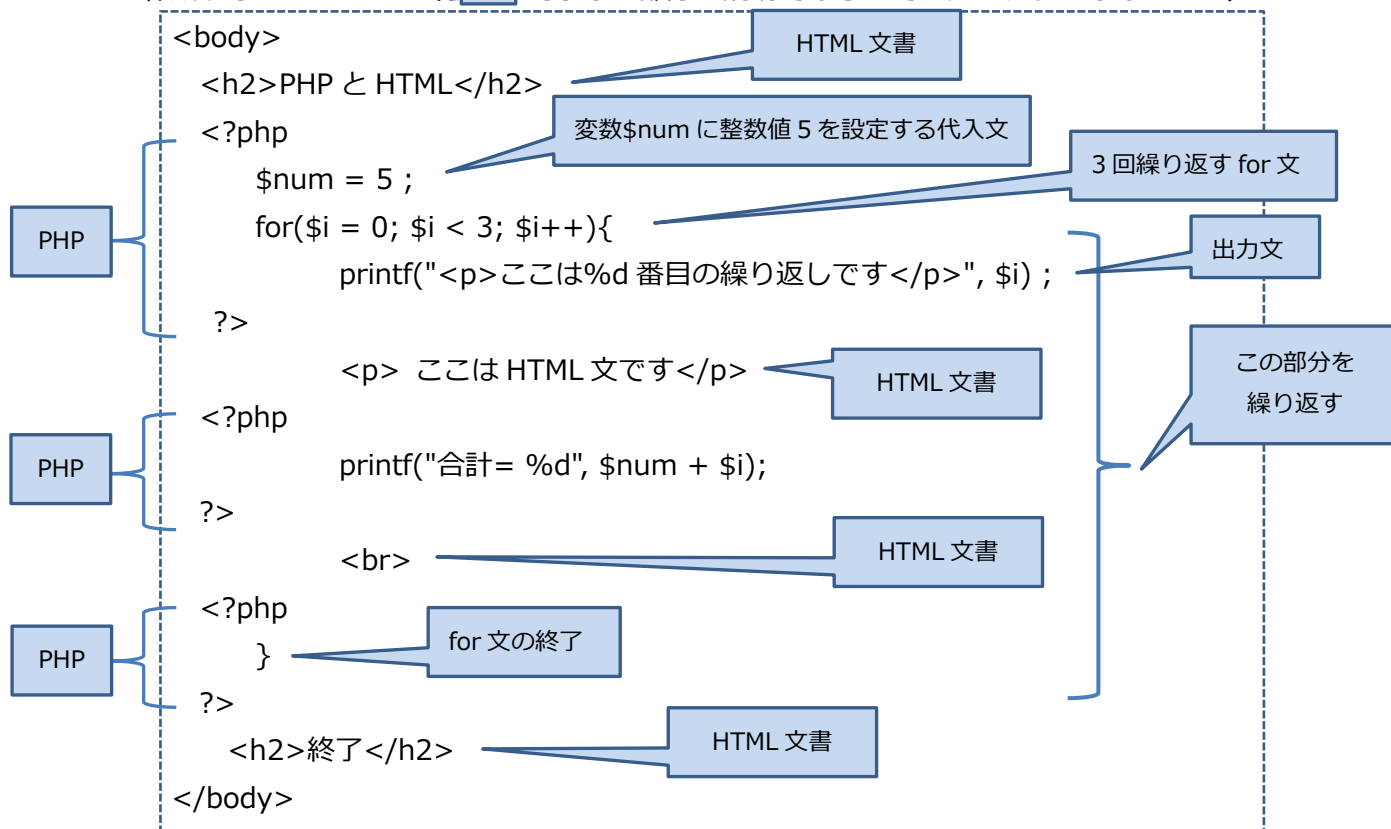 <body>
HTML 文書
<h2>PHP と HTML</h2>
<?php
変数$num に整数値 5 を設定する代入文
$num = 5 ;
3 回繰り返す for 文
PHP
for($i = 0; $i < 3; $i++){
出力文
printf("<p>ここは%d 番目の繰り返しです</p>", $i) ;
?>
<p> ここは HTML 文です</p>
HTML 文書
この部分を
繰り返す
<?php
PHP
printf("合計= %d", $num + $i);
?>
<br>
HTML 文書
<?php
PHP
}
for 文の終了
?>
<h2>終了</h2>
HTML 文書
</body>